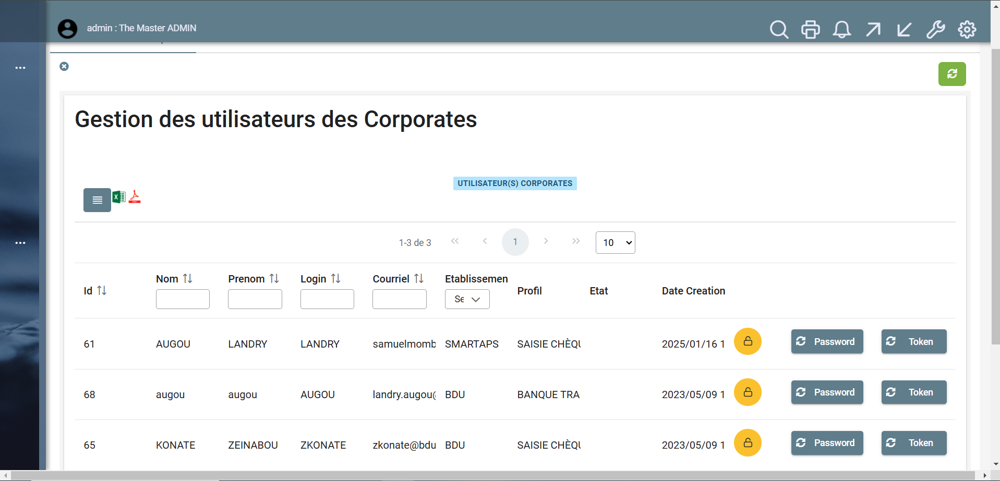 admin : The Master ADMIN
Gestion des utilisateurs des Corporates
UTILISATEUR(S) CORPORATES
1-3 de 3 1 10
Id Nom Prenom Login Courriel Etablissemen Profil Etat Date Creation
Se
61 AUGOU LANDRY LANDRY samuelmomb SMARTAPS SAISIE CHÈQU 2025/01/16 1 Password Token
68 augou augou AUGOU landry.augou@ BDU BANQUE TRA 2023/05/09 1 Password Token
65 KONATE ZEINABOU ZKONATE zkonate@bdu BDU SAISIE CHÈQU 2023/05/09 1 Password Token